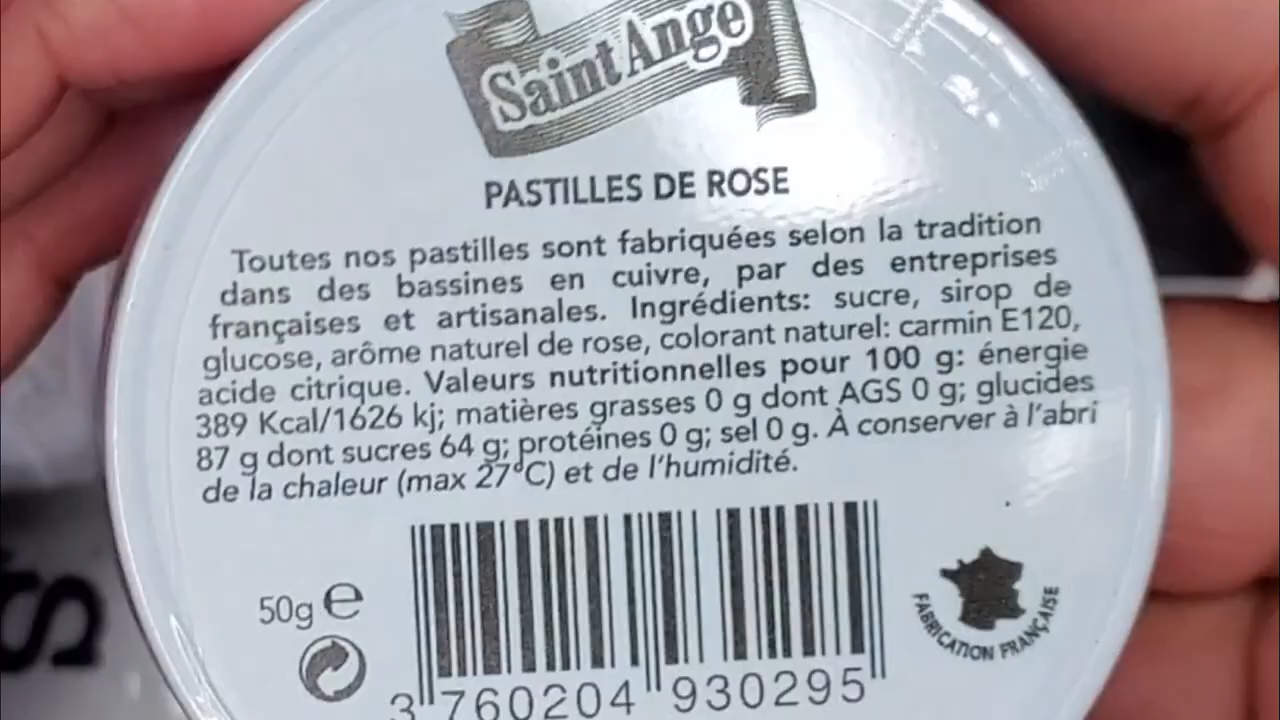 Saint Ange
PASTILLES DE ROSE
Toutes nos pastilles sont fabriquées selon la tradition
dans des bassines en cuivre, par des entreprises
françaises et artisanales. Ingrédients: sucre, sirop de
glucose, arôme naturel de rose, colorant naturel: carmin E120,
acide citrique. Valeurs nutritionnelles pour 100 g: énergie
389 Kcal/1626 kj; matières grasses 0 g dont AGS 0 g; glucides
87 g dont sucres 64 g; protéines 0 g; sel 0 g. À conserver à l'abri
de la chaleur (max 27°C) et de l'humidité.
50g e
FABRICATION FRANÇAISE
3 760204 930295